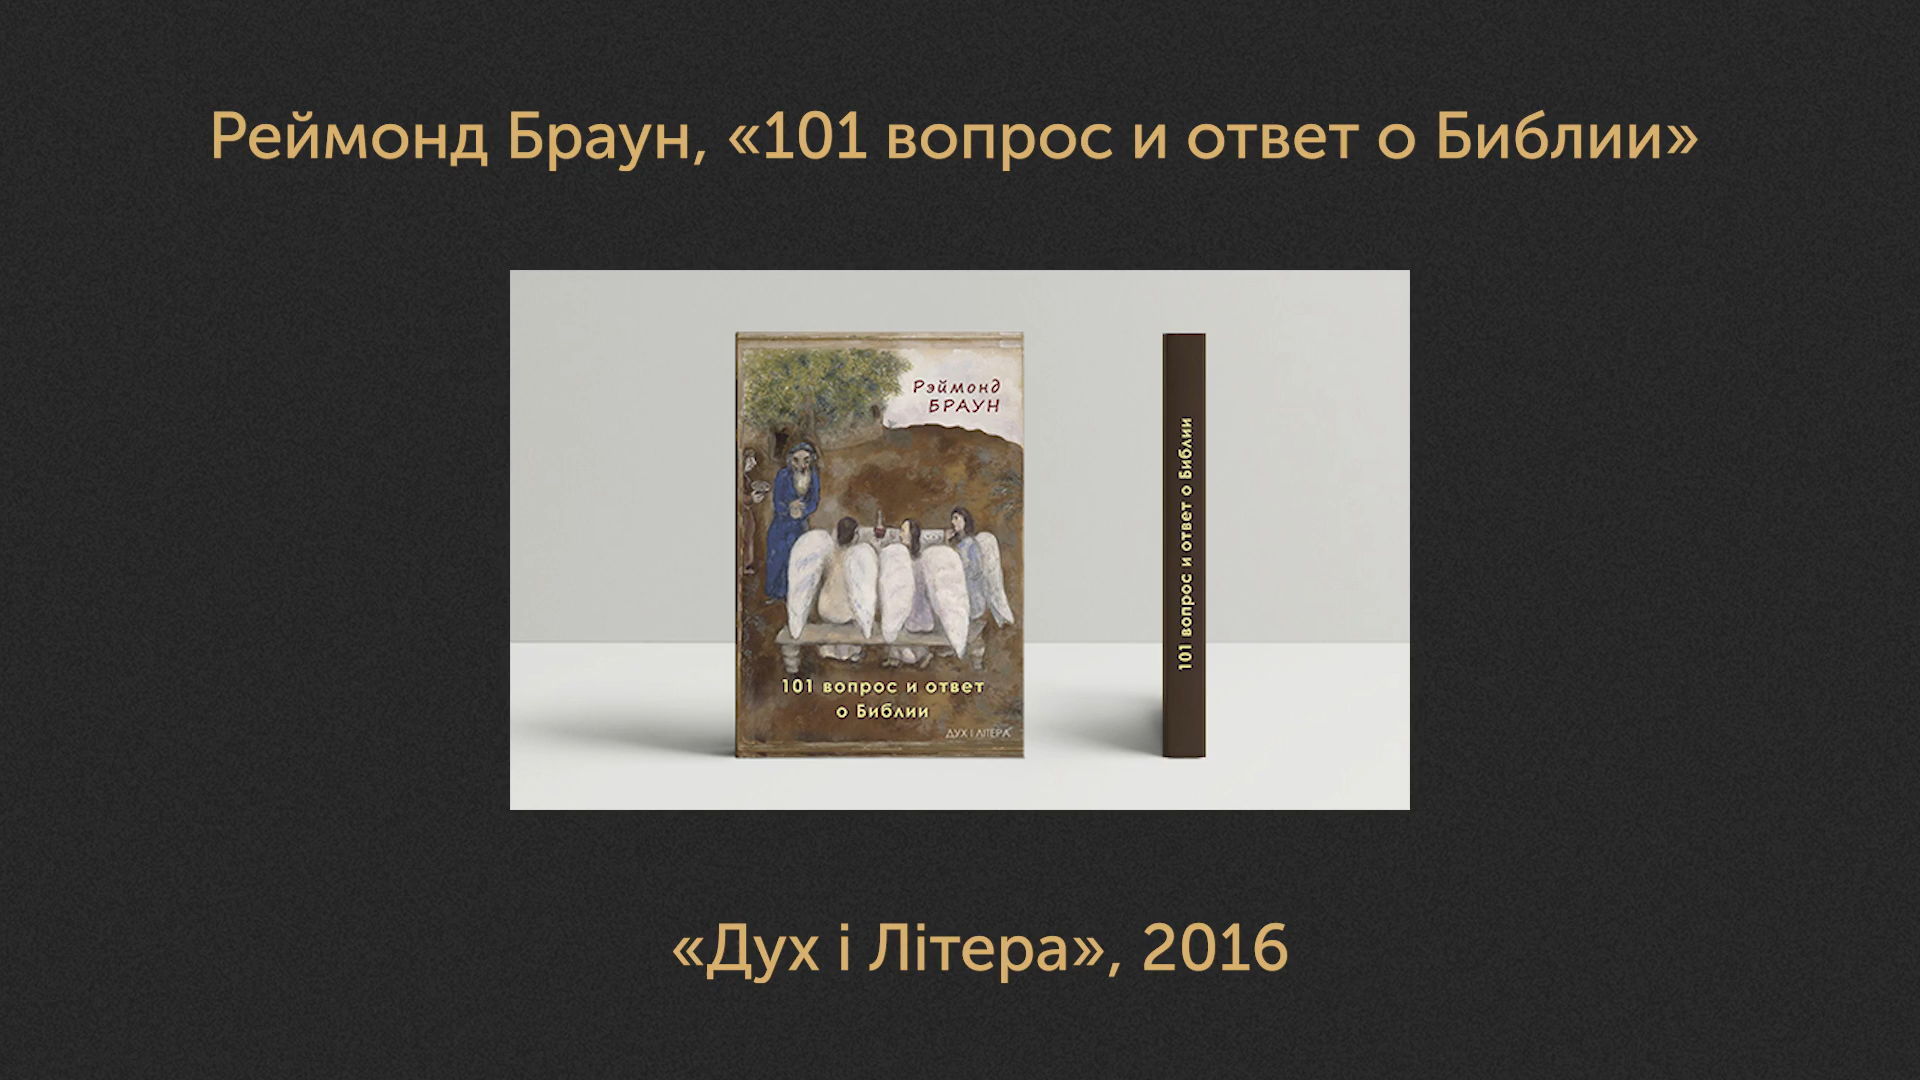 Реймонд Браун, «101 вопрос и ответ о Библии»
Рэймонд
БРАУН
101 вопрос и ответ
о Библии
ДУХ І ЛІТЕРА
101 вопрос и ответ о Библии
«Дух і Літера», 2016